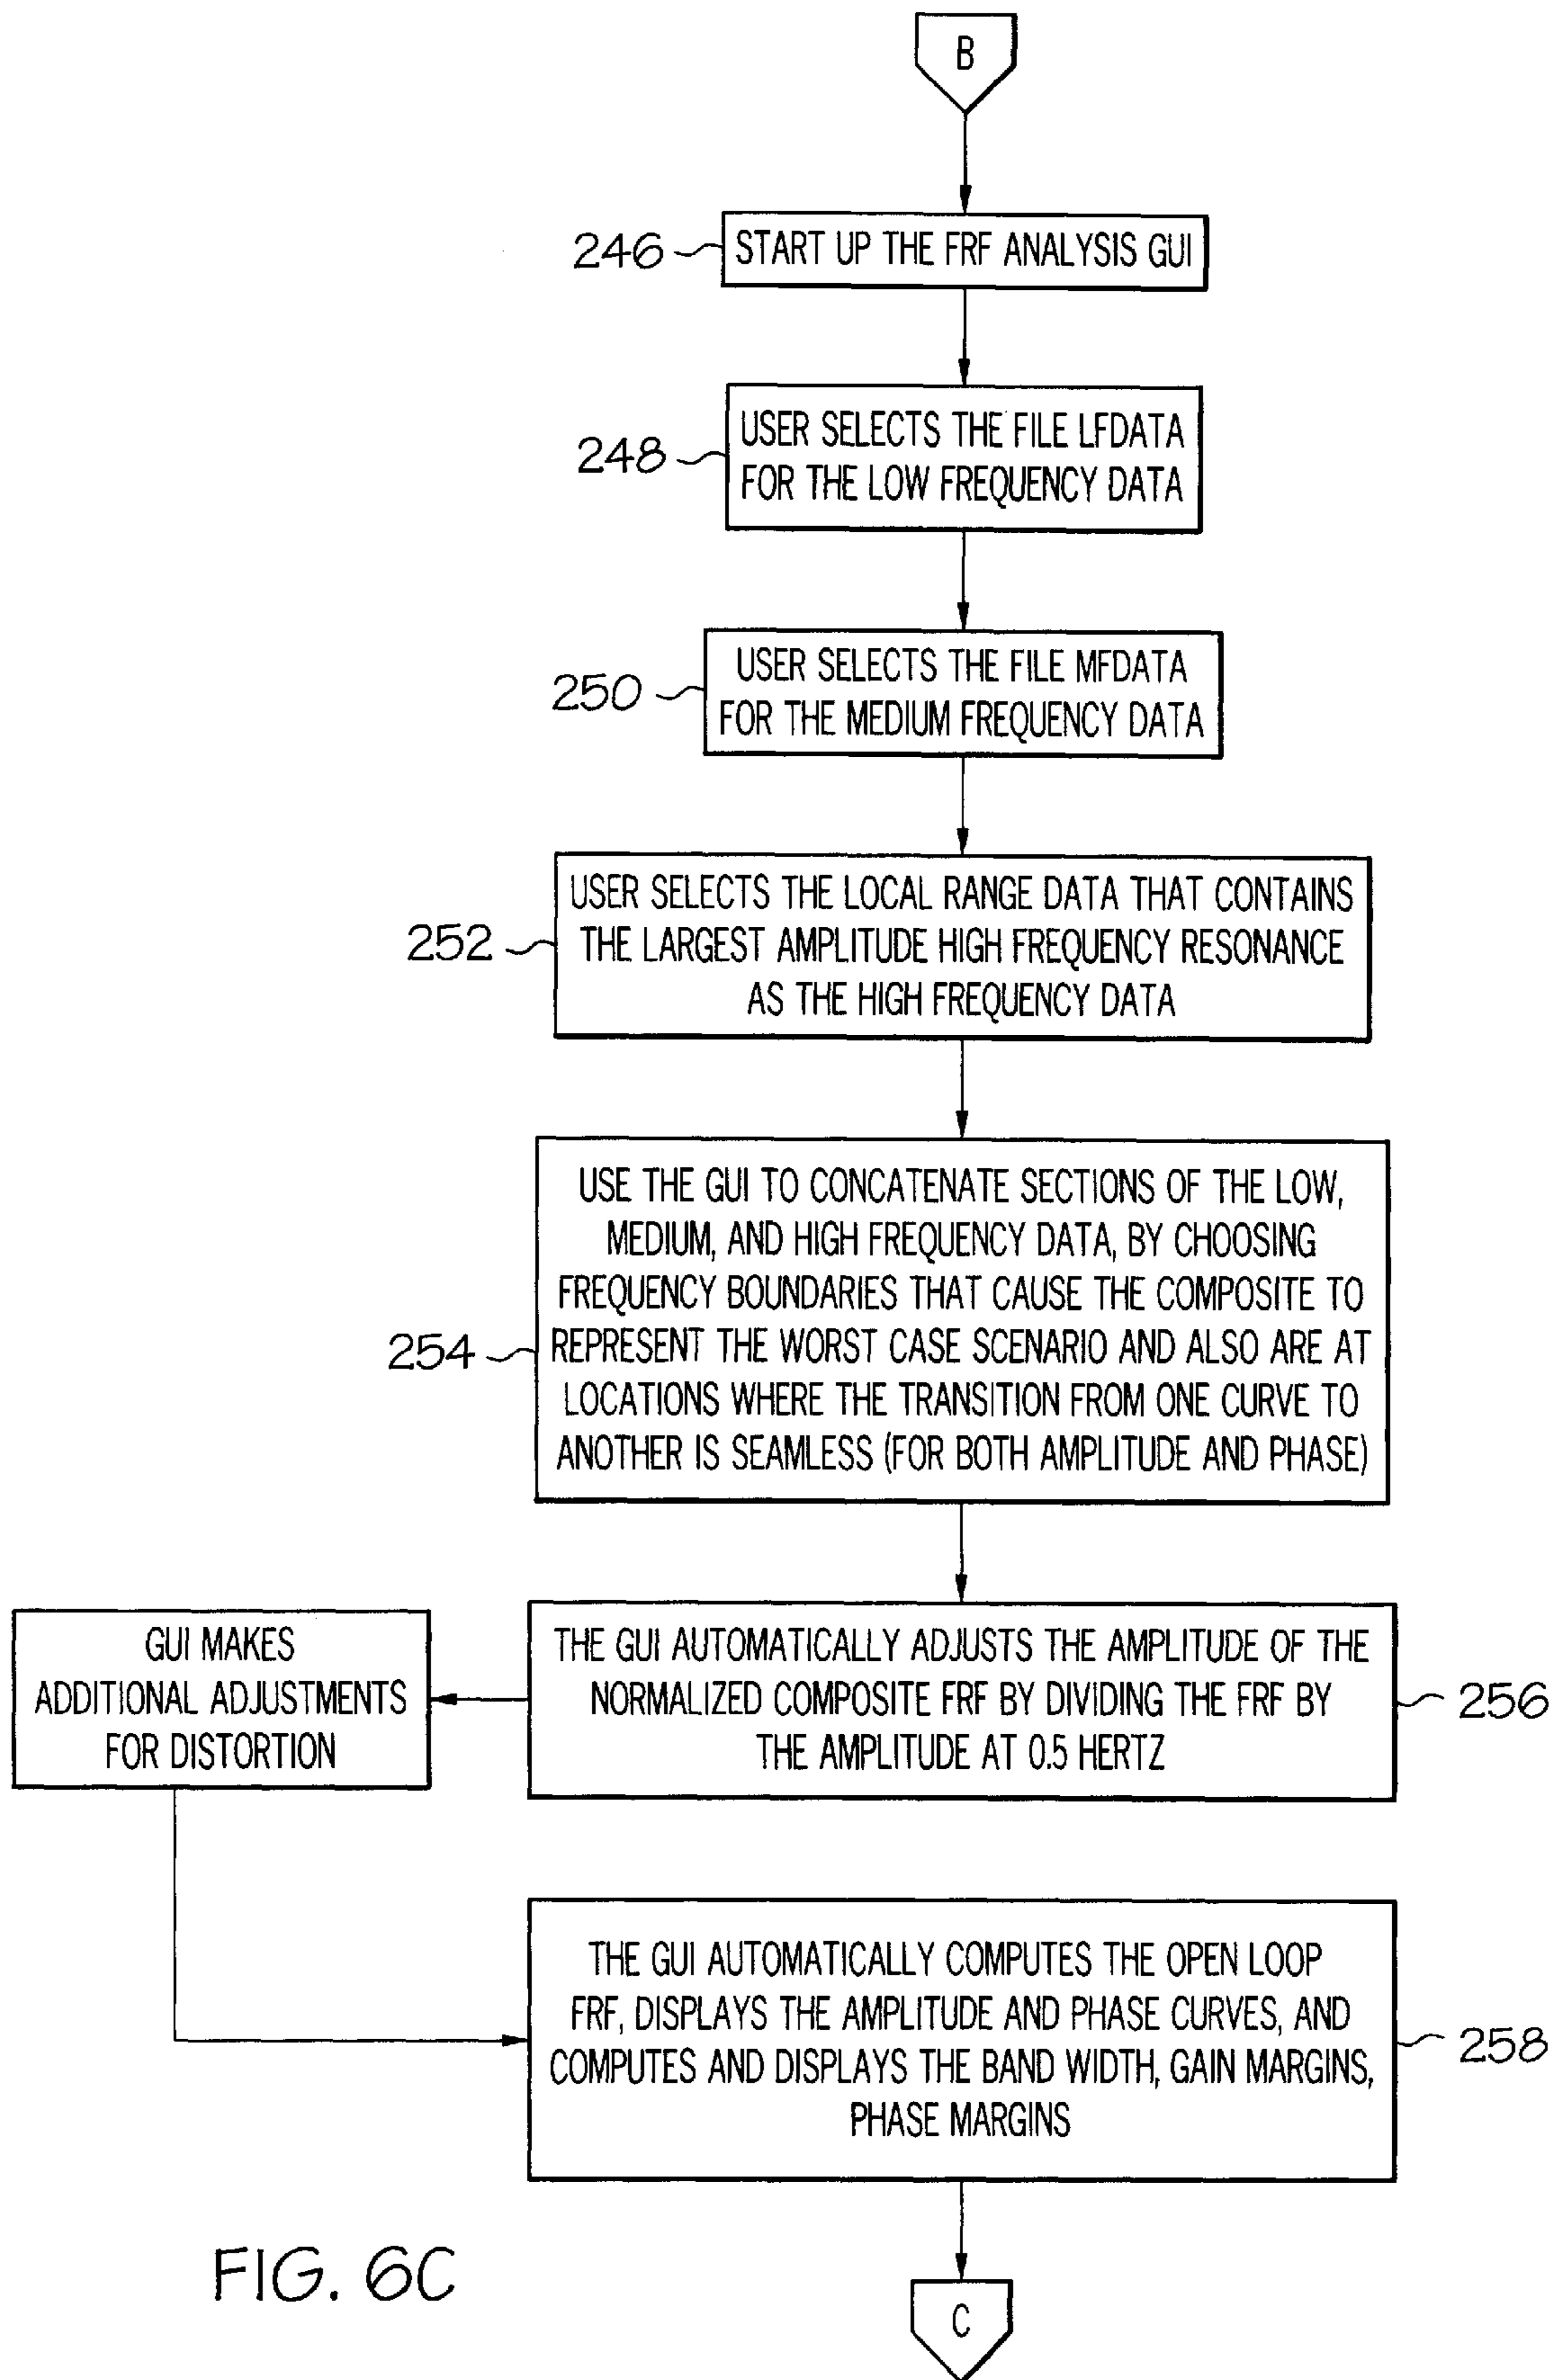 B
246
START UP THE FRF ANALYSIS GUI
248
USER SELECTS THE FILE LFDATA
FOR THE LOW FREQUENCY DATA
250
USER SELECTS THE FILE MFDATA
FOR THE MEDIUM FREQUENCY DATA
252
USER SELECTS THE LOCAL RANGE DATA THAT CONTAINS
THE LARGEST AMPLITUDE HIGH FREQUENCY RESONANCE
AS THE HIGH FREQUENCY DATA
254
USE THE GUI TO CONCATENATE SECTIONS OF THE LOW,
MEDIUM, AND HIGH FREQUENCY DATA, BY CHOOSING
FREQUENCY BOUNDARIES THAT CAUSE THE COMPOSITE TO
REPRESENT THE WORST CASE SCENARIO AND ALSO ARE AT
LOCATIONS WHERE THE TRANSITION FROM ONE CURVE TO
ANOTHER IS SEAMLESS (FOR BOTH AMPLITUDE AND PHASE)
THE GUI AUTOMATICALLY ADJUSTS THE AMPLITUDE OF THE
NORMALIZED COMPOSITE FRF BY DIVIDING THE FRF BY
THE AMPLITUDE AT 0.5 HERTZ
256
GUI MAKES
ADDITIONAL ADJUSTMENTS
FOR DISTORTION
THE GUI AUTOMATICALLY COMPUTES THE OPEN LOOP
FRF, DISPLAYS THE AMPLITUDE AND PHASE CURVES, AND
COMPUTES AND DISPLAYS THE BAND WIDTH, GAIN MARGINS,
PHASE MARGINS
258
C
FIG. 6C